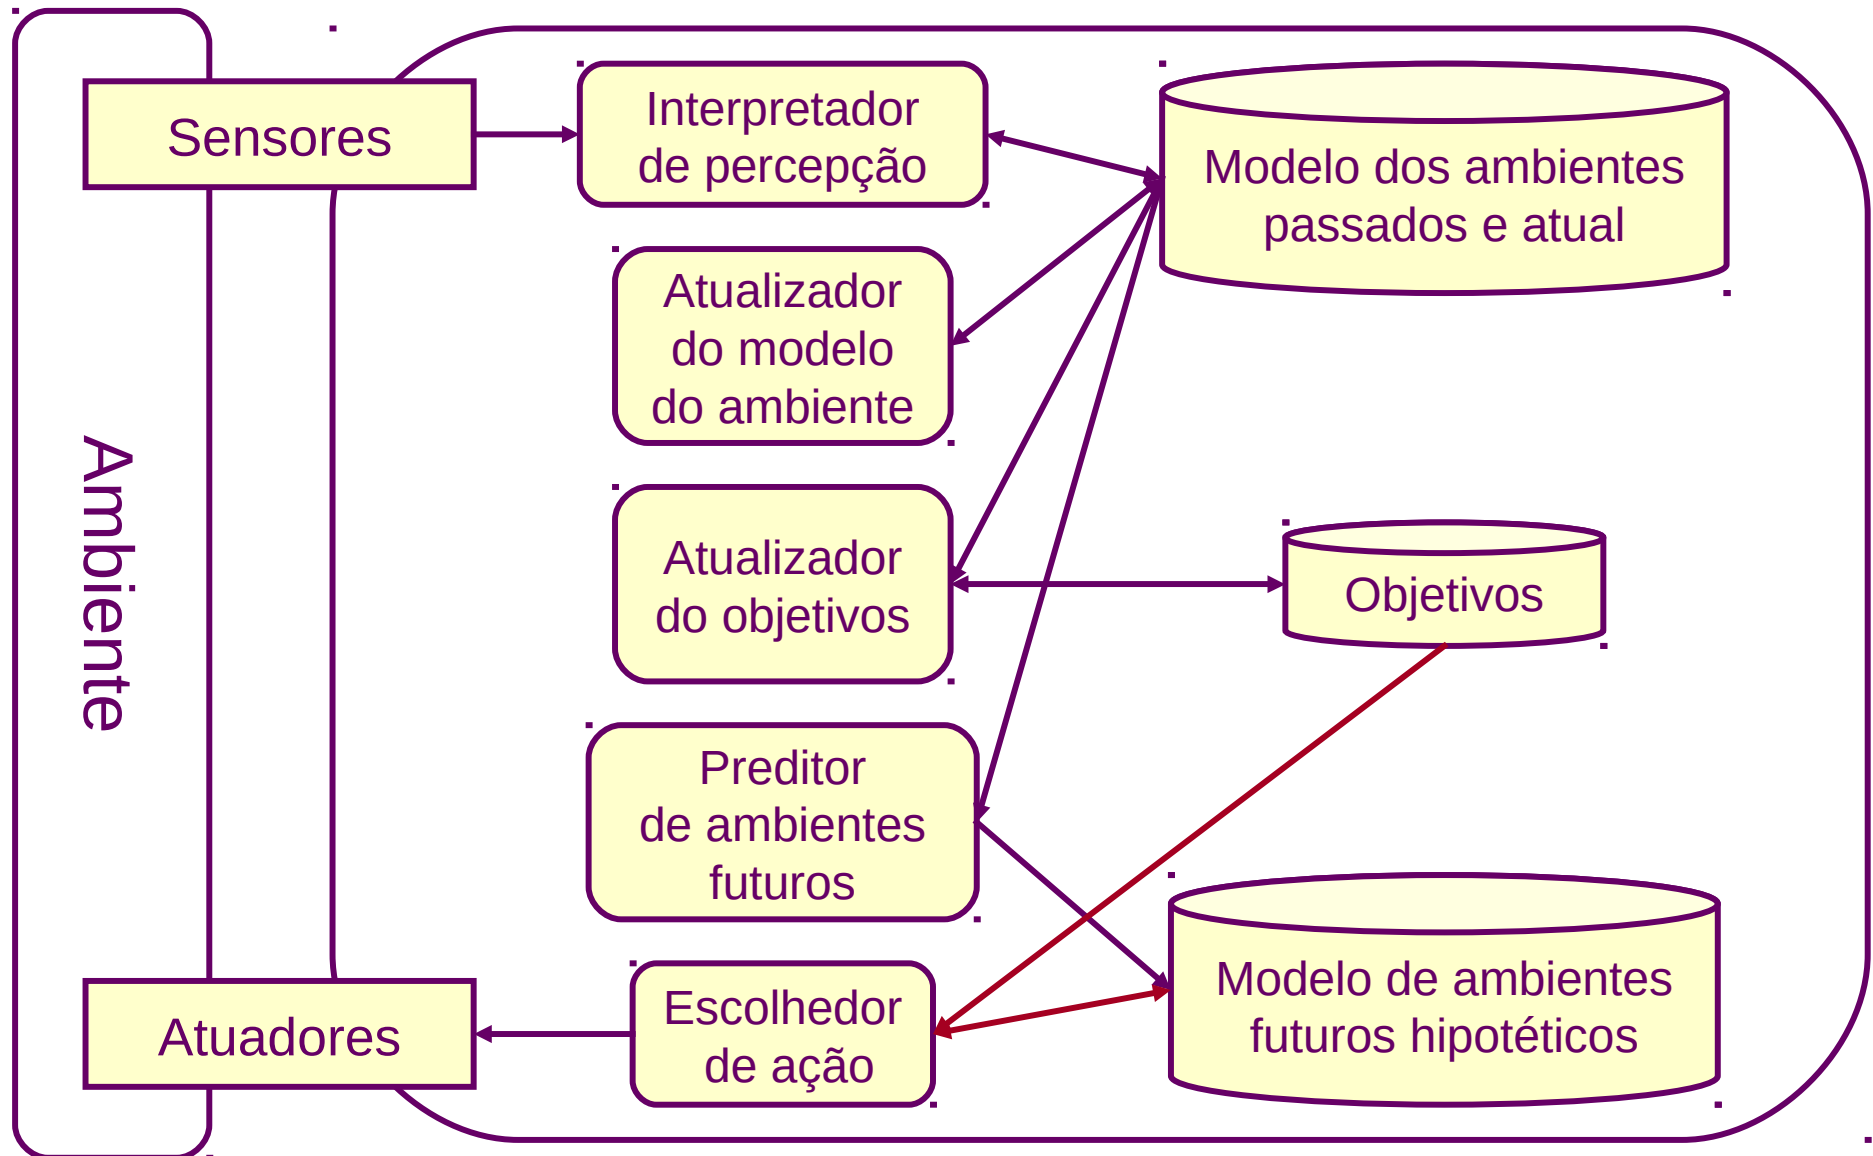 Sensores
Interpretador
de percepção
Modelo dos ambientes
passados e atual
Atualizador
do modelo
do ambiente
Ambiente
Atualizador
do objetivos
Objetivos
Preditor
de ambientes
futuros
Modelo de ambientes
futuros hipotéticos
Escolhedor
de ação
Atuadores